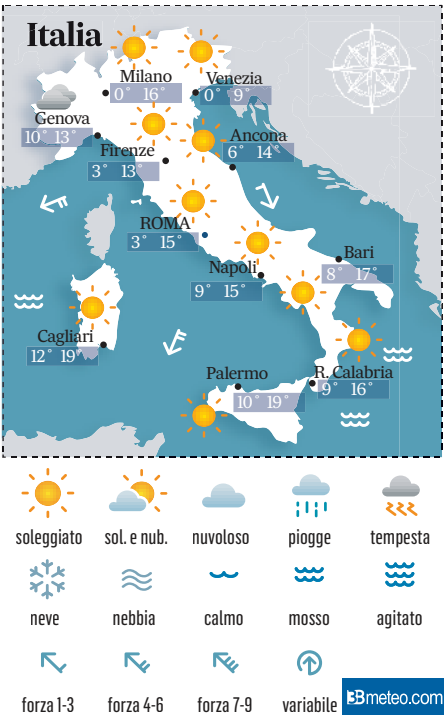 Italia
Milano
0° 16°
Venezia
0° 9°
Genova
10° 13°
Firenze
3° 13°
Ancona
6° 14°
ROMA
3° 15°
Napoli
9° 15°
Bari
8° 17°
Cagliari
12° 19°
Palermo
10° 19°
R. Calabria
9° 16°
soleggiato sol. e nub. nuvoloso piogge tempesta
neve nebbia calmo mosso agitato
forza 1-3 forza 4-6 forza 7-9 variabile
3Bmeteo.com